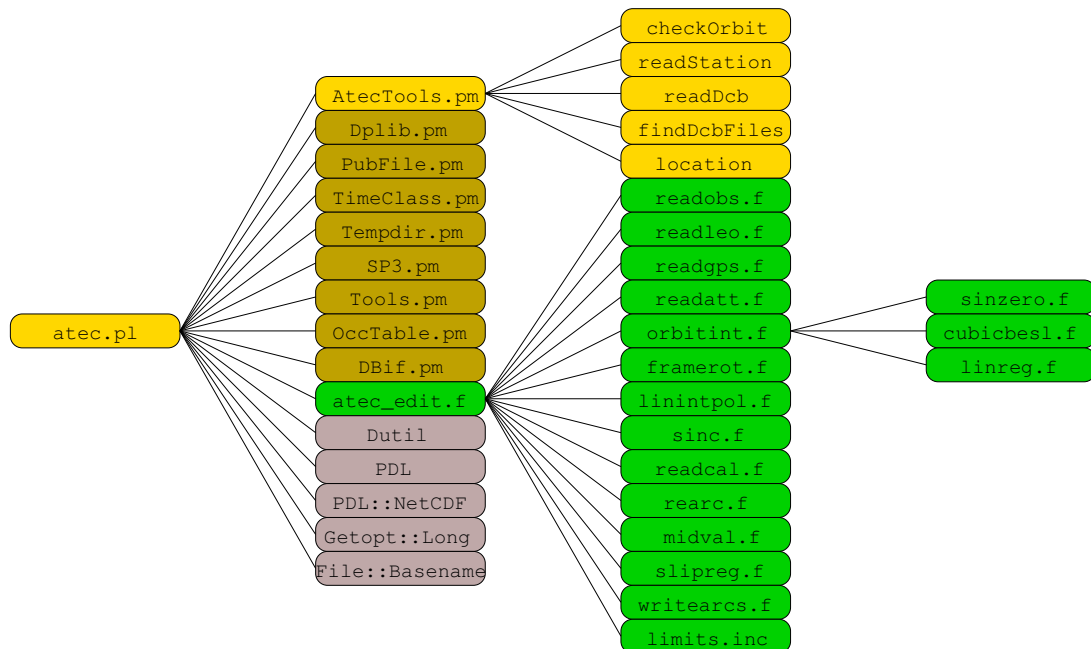 atec.pl
AtecTools.pm
Dplib.pm
PubFile.pm
TimeClass.pm
Tempdir.pm
SP3.pm
Tools.pm
OccTable.pm
DBif.pm
atec_edit.f
Dutil
PDL
PDL::NetCDF
Getopt::Long
File::Basename
checkOrbit
readStation
readDcb
findDcbFiles
location
readobs.f
readleo.f
readgps.f
readatt.f
orbitint.f
framerot.f
linintpol.f
sinc.f
readcal.f
rearc.f
midval.f
slipreg.f
writearcs.f
limits.inc
sinzero.f
cubicbesl.f
linreg.f